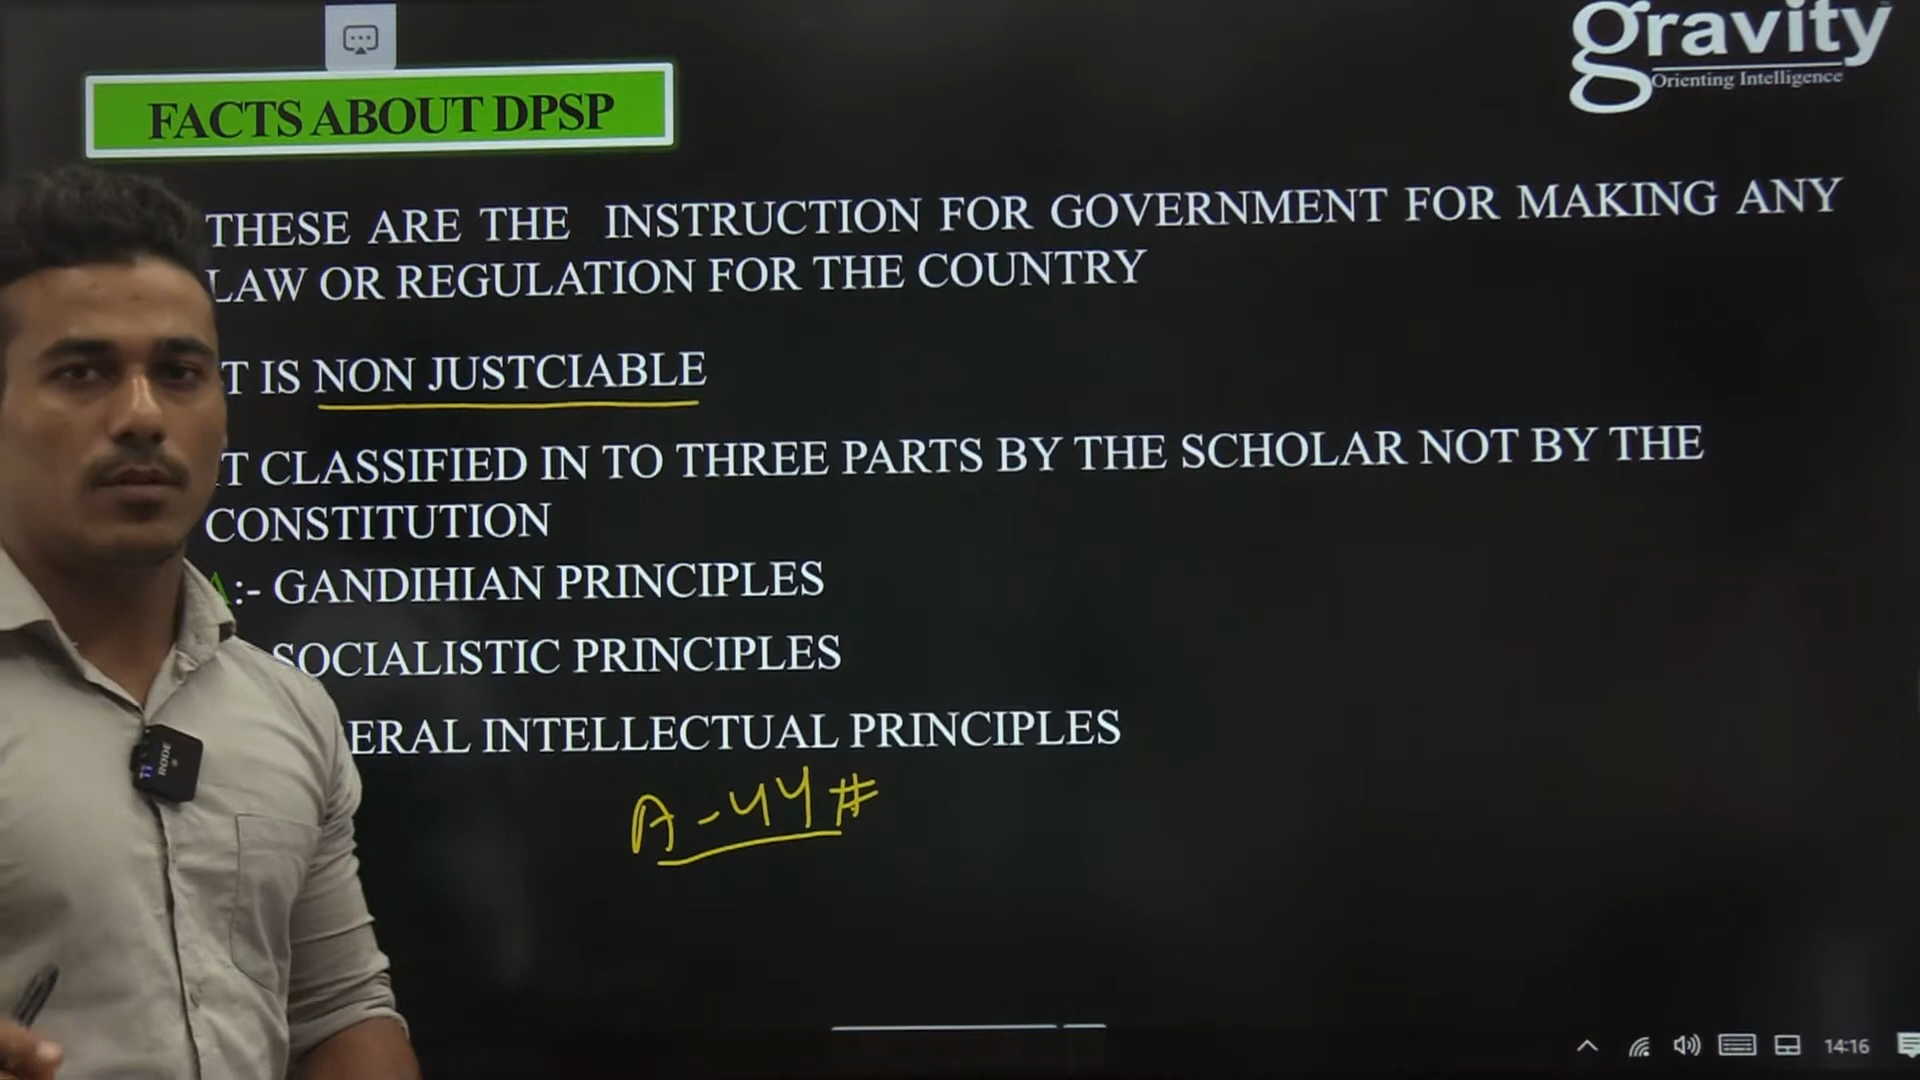 gravity
Orienting Intelligence
FACTS ABOUT DPSP
THESE ARE THE INSTRUCTION FOR GOVERNMENT FOR MAKING ANY
LAW OR REGULATION FOR THE COUNTRY
T IS NON JUSTCIABLE
T CLASSIFIED IN TO THREE PARTS BY THE SCHOLAR NOT BY THE
CONSTITUTION
A:- GANDIHIAN PRINCIPLES
SOCIALISTIC PRINCIPLES
ERAL INTELLECTUAL PRINCIPLES
A-44#
RODE
14:16